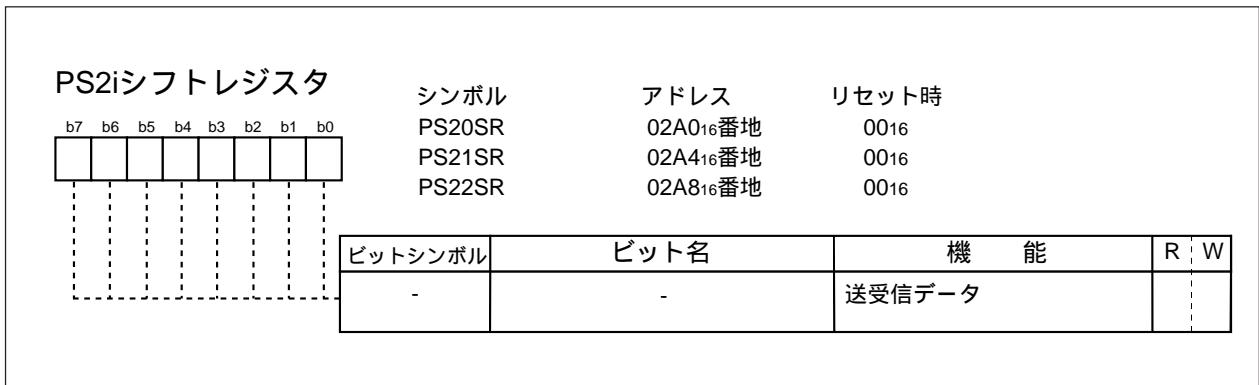 PS2iシフトレジスタ
b7 b6 b5 b4 b3 b2 b1 b0
シンボル アドレス リセット時
PS20SR 02A016番地 0016
PS21SR 02A416番地 0016
PS22SR 02A816番地 0016
ビットシンボル ビット名 機 能 R W
- - 送受信データ